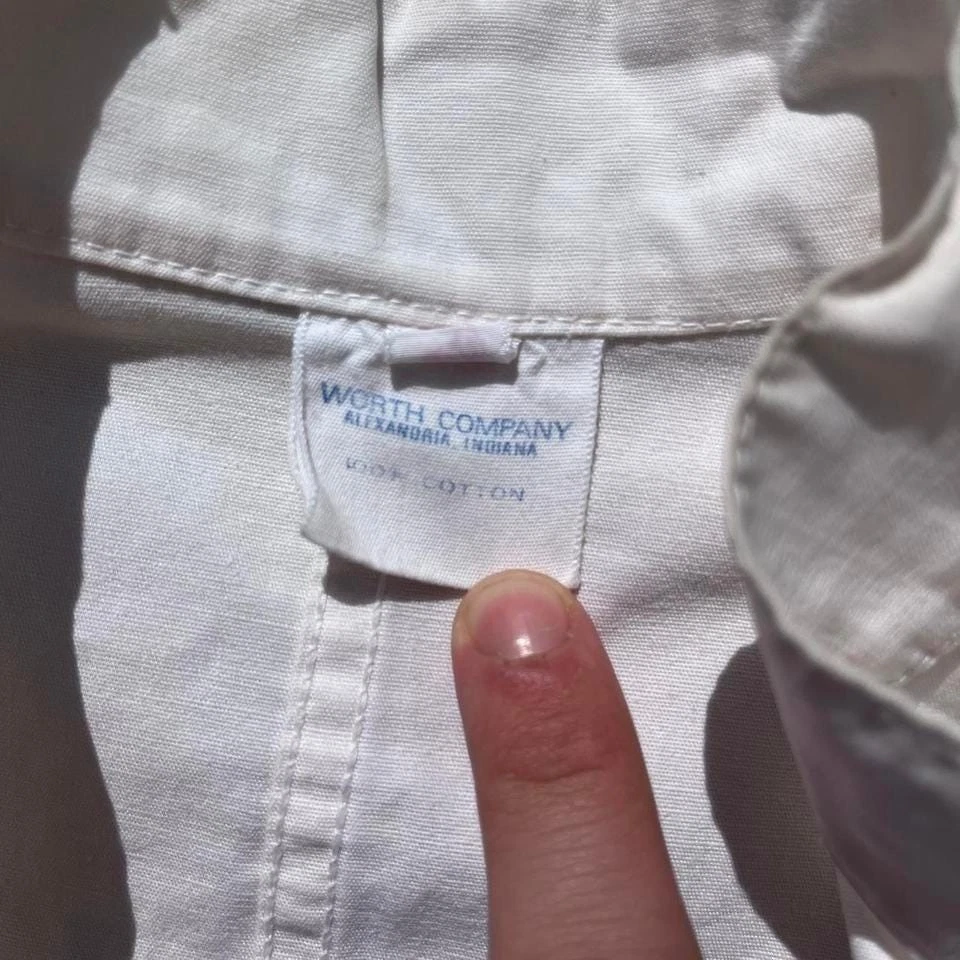 WORTH COMPANY
ALEXANDRIA, INDIANA
100% COTTON